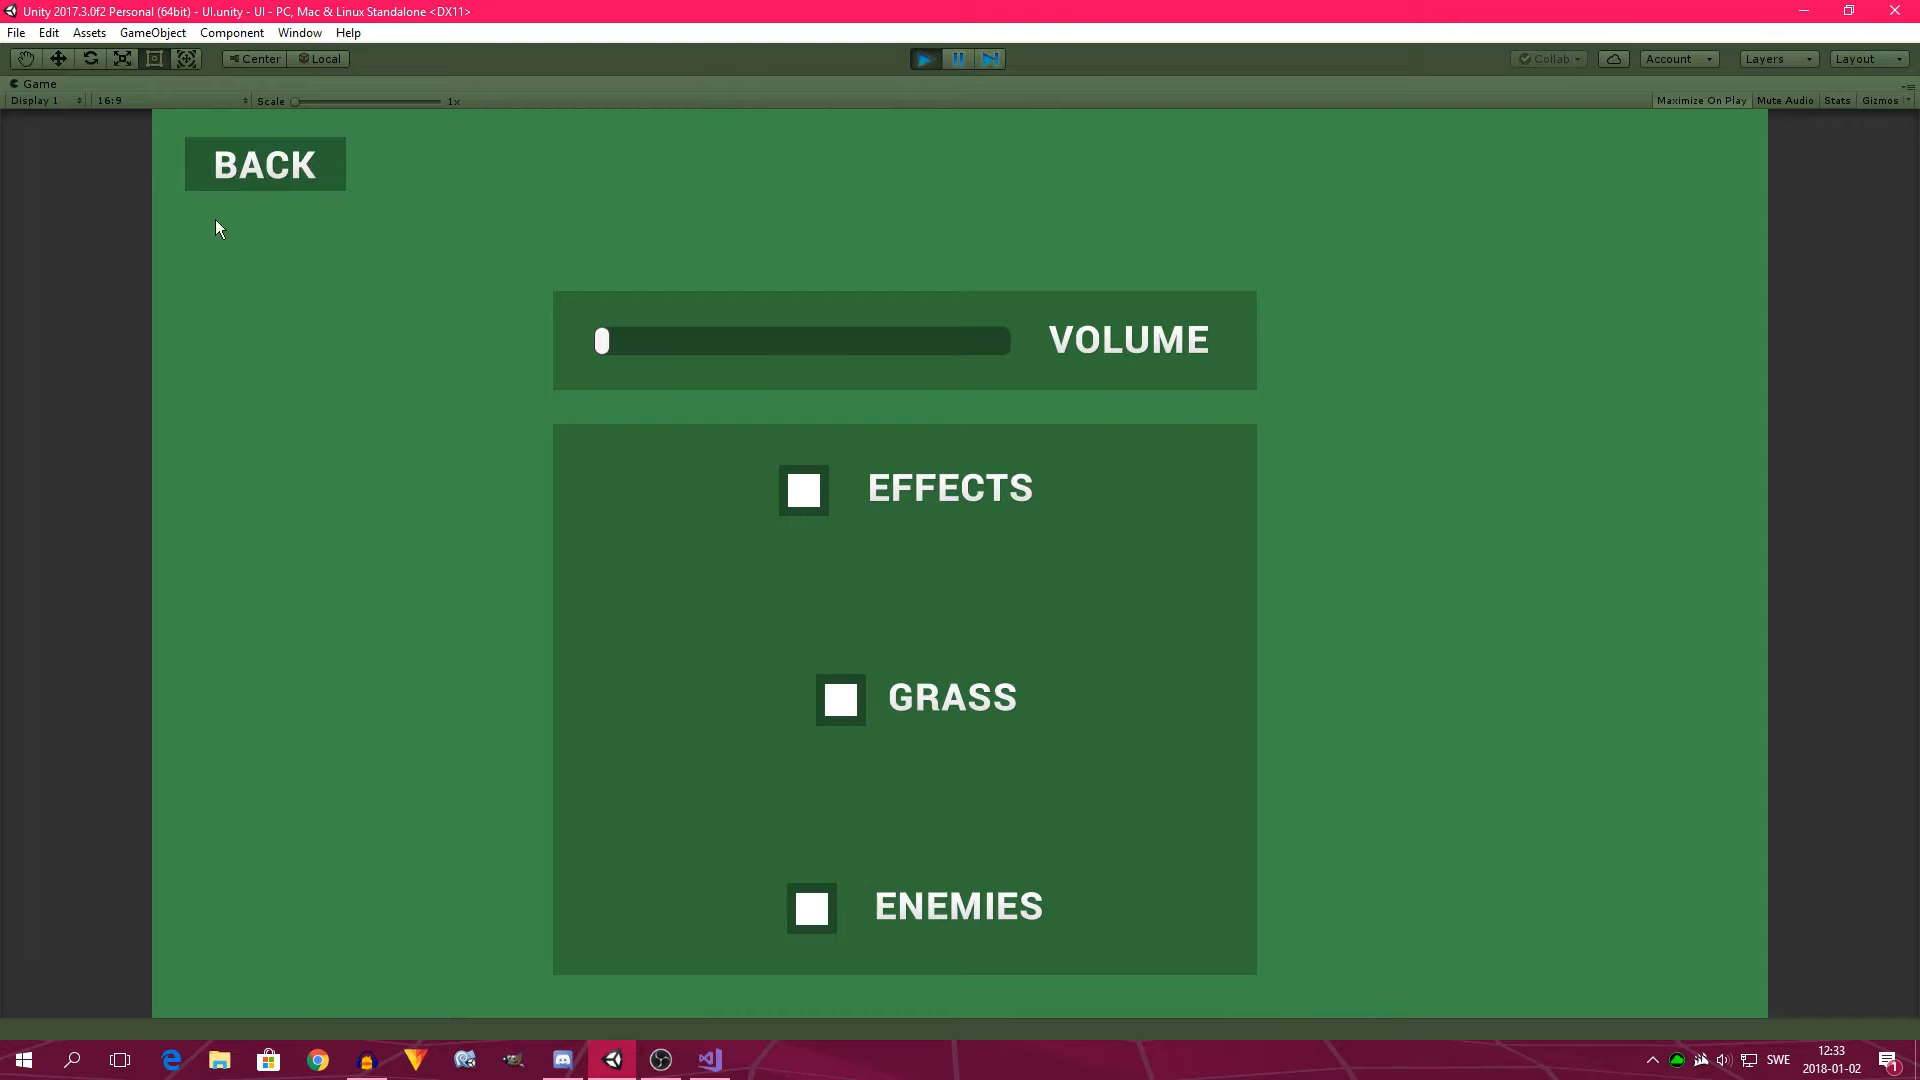 Unity 2017.3.0f2 Personal (64bit) - UI.unity - UI - PC, Mac & Linux Standalone <DX11>
File Edit Assets GameObject Component Window Help
Center Local Collab Account Layers Layout
Game
Display 1 16:9 Scale 1x Maximize On Play Mute Audio Stats Gizmos
BACK
VOLUME
EFFECTS
GRASS
ENEMIES
SWE
12:33
2018-01-02
1